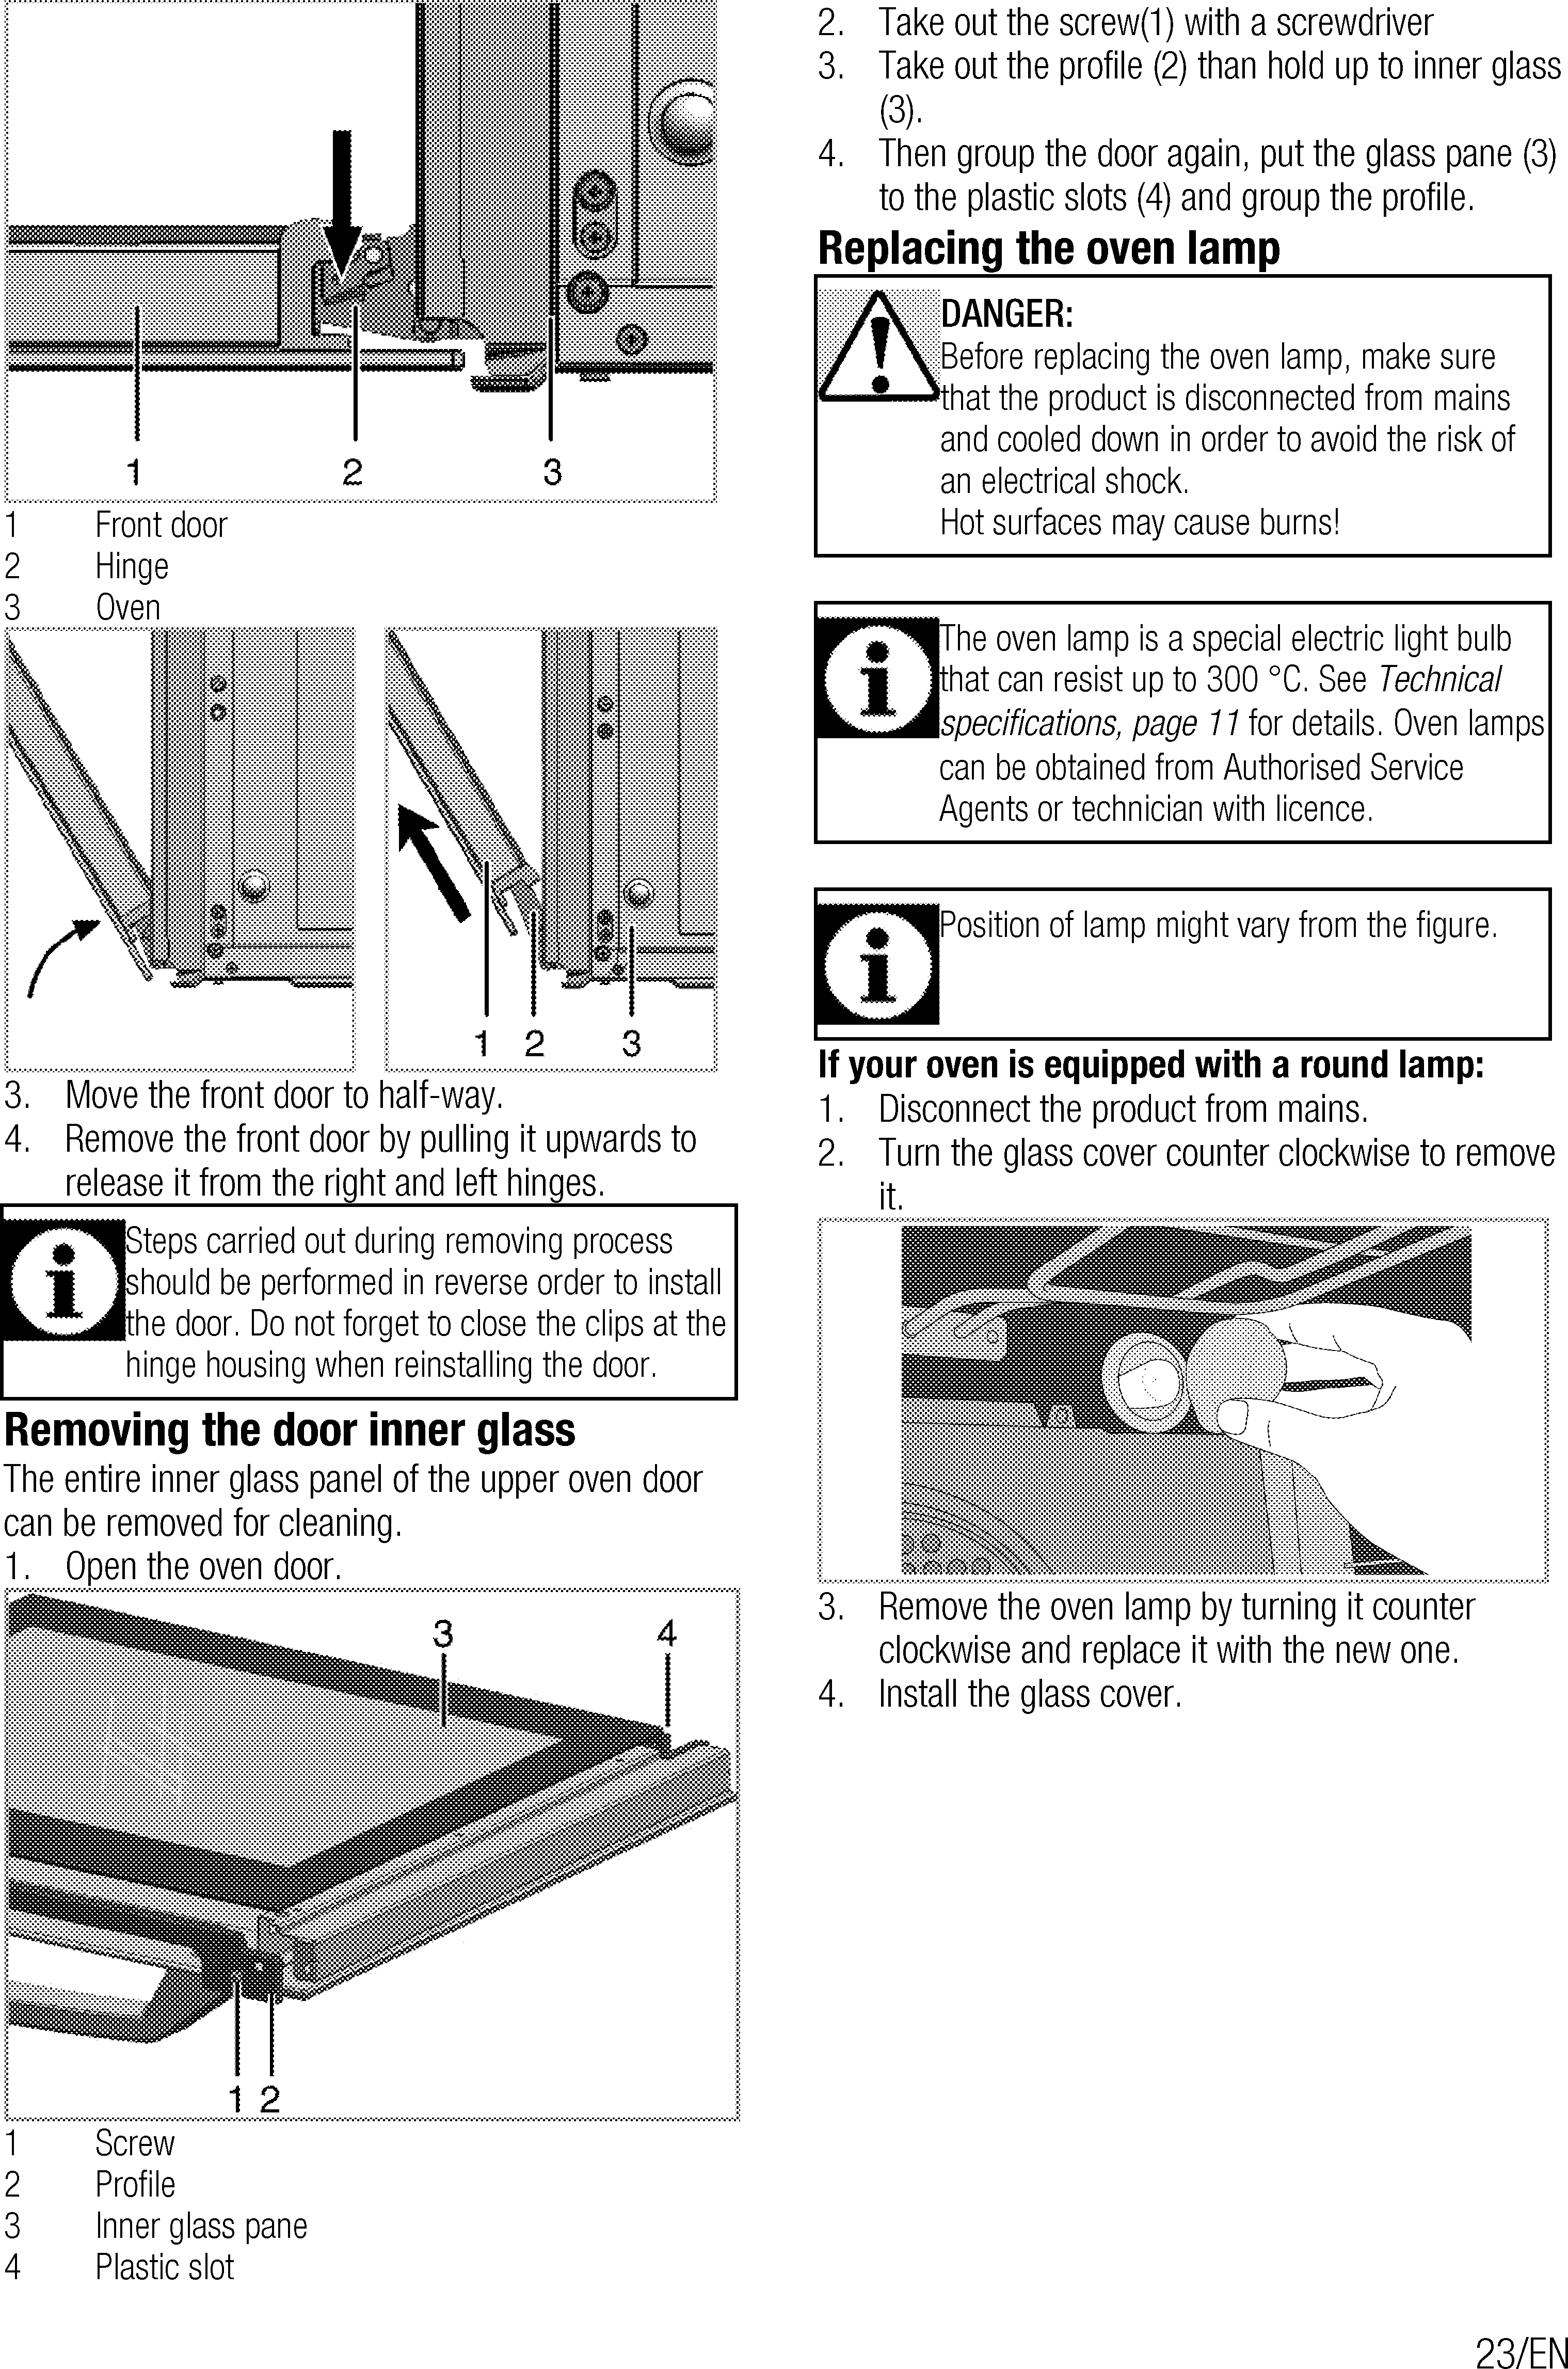 1 2 3
1 Front door
2 Hinge
3 Oven
1 2 3
3. Move the front door to half-way.
4. Remove the front door by pulling it upwards to
release it from the right and left hinges.
Steps carried out during removing process
should be performed in reverse order to install
the door. Do not forget to close the clips at the
hinge housing when reinstalling the door.
Removing the door inner glass
The entire inner glass panel of the upper oven door
can be removed for cleaning.
1. Open the oven door.
3 4
1 2
1 Screw
2 Profile
3 Inner glass pane
4 Plastic slot
2. Take out the screw(1) with a screwdriver
3. Take out the profile (2) than hold up to inner glass
(3).
4. Then group the door again, put the glass pane (3)
to the plastic slots (4) and group the profile.
Replacing the oven lamp
DANGER:
Before replacing the oven lamp, make sure
that the product is disconnected from mains
and cooled down in order to avoid the risk of
an electrical shock.
Hot surfaces may cause burns!
The oven lamp is a special electric light bulb
that can resist up to 300 °C. See Technical
specifications, page 11 for details. Oven lamps
can be obtained from Authorised Service
Agents or technician with licence.
Position of lamp might vary from the figure.
If your oven is equipped with a round lamp:
1. Disconnect the product from mains.
2. Turn the glass cover counter clockwise to remove
it.
3. Remove the oven lamp by turning it counter
clockwise and replace it with the new one.
4. Install the glass cover.
23/EN